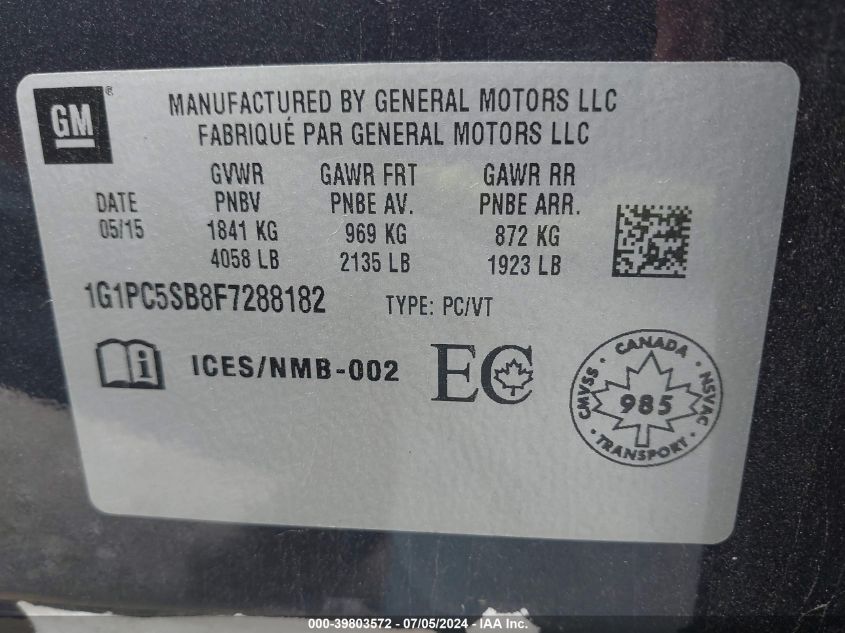 GM ®
MANUFACTURED BY GENERAL MOTORS LLC
FABRIQUÉ PAR GENERAL MOTORS LLC
GVWR GAWR FRT GAWR RR
DATE PNBV PNBE AV. PNBE ARR.
05/15 1841 KG 969 KG 872 KG
4058 LB 2135 LB 1923 LB
1G1PC5SB8F7288182 TYPE: PC/VT
i ICES/NMB-002 EC
CANADA
CMVSS 985 NSVAC
TRANSPORT
000-39803572 - 07/05/2024 - IAA Inc.